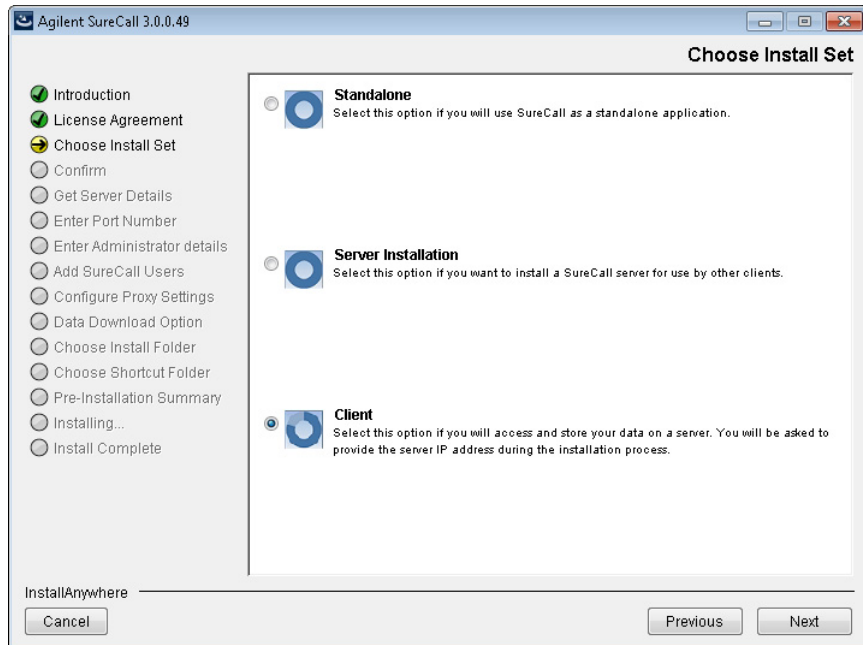 Agilent SureCall 3.0.0.49
Choose Install Set
Introduction
License Agreement
Choose Install Set
Confirm
Get Server Details
Enter Port Number
Enter Administrator details
Add SureCall Users
Configure Proxy Settings
Data Download Option
Choose Install Folder
Choose Shortcut Folder
Pre-Installation Summary
Installing...
Install Complete
Standalone
Select this option if you will use SureCall as a standalone application.
Server Installation
Select this option if you want to install a SureCall server for use by other clients.
Client
Select this option if you will access and store your data on a server. You will be asked to
provide the server IP address during the installation process.
InstallAnywhere
Cancel
Previous
Next